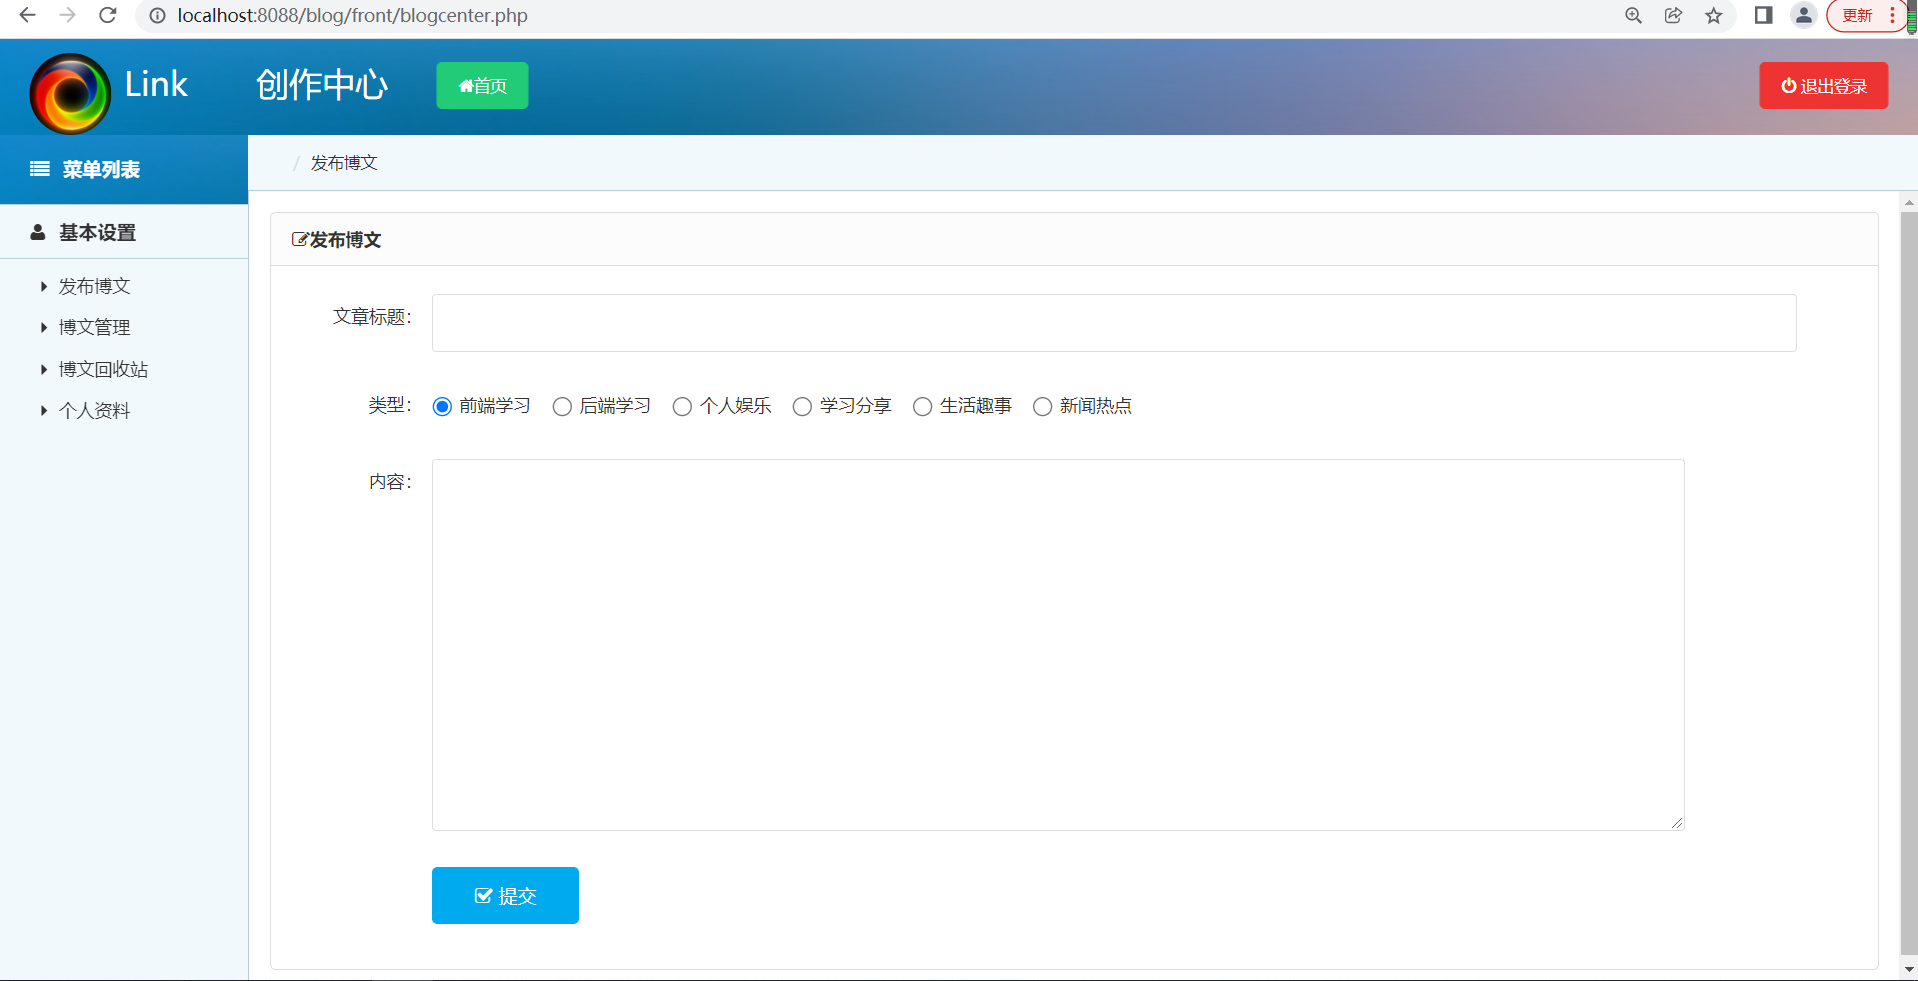 localhost:8088/blog/front/blogcenter.php
更新
Link
创作中心
首页
退出登录
菜单列表
/ 发布博文
基本设置
发布博文
博文管理
博文回收站
个人资料
发布博文
文章标题：
类型： 前端学习 后端学习 个人娱乐 学习分享 生活趣事 新闻热点
内容：
提交